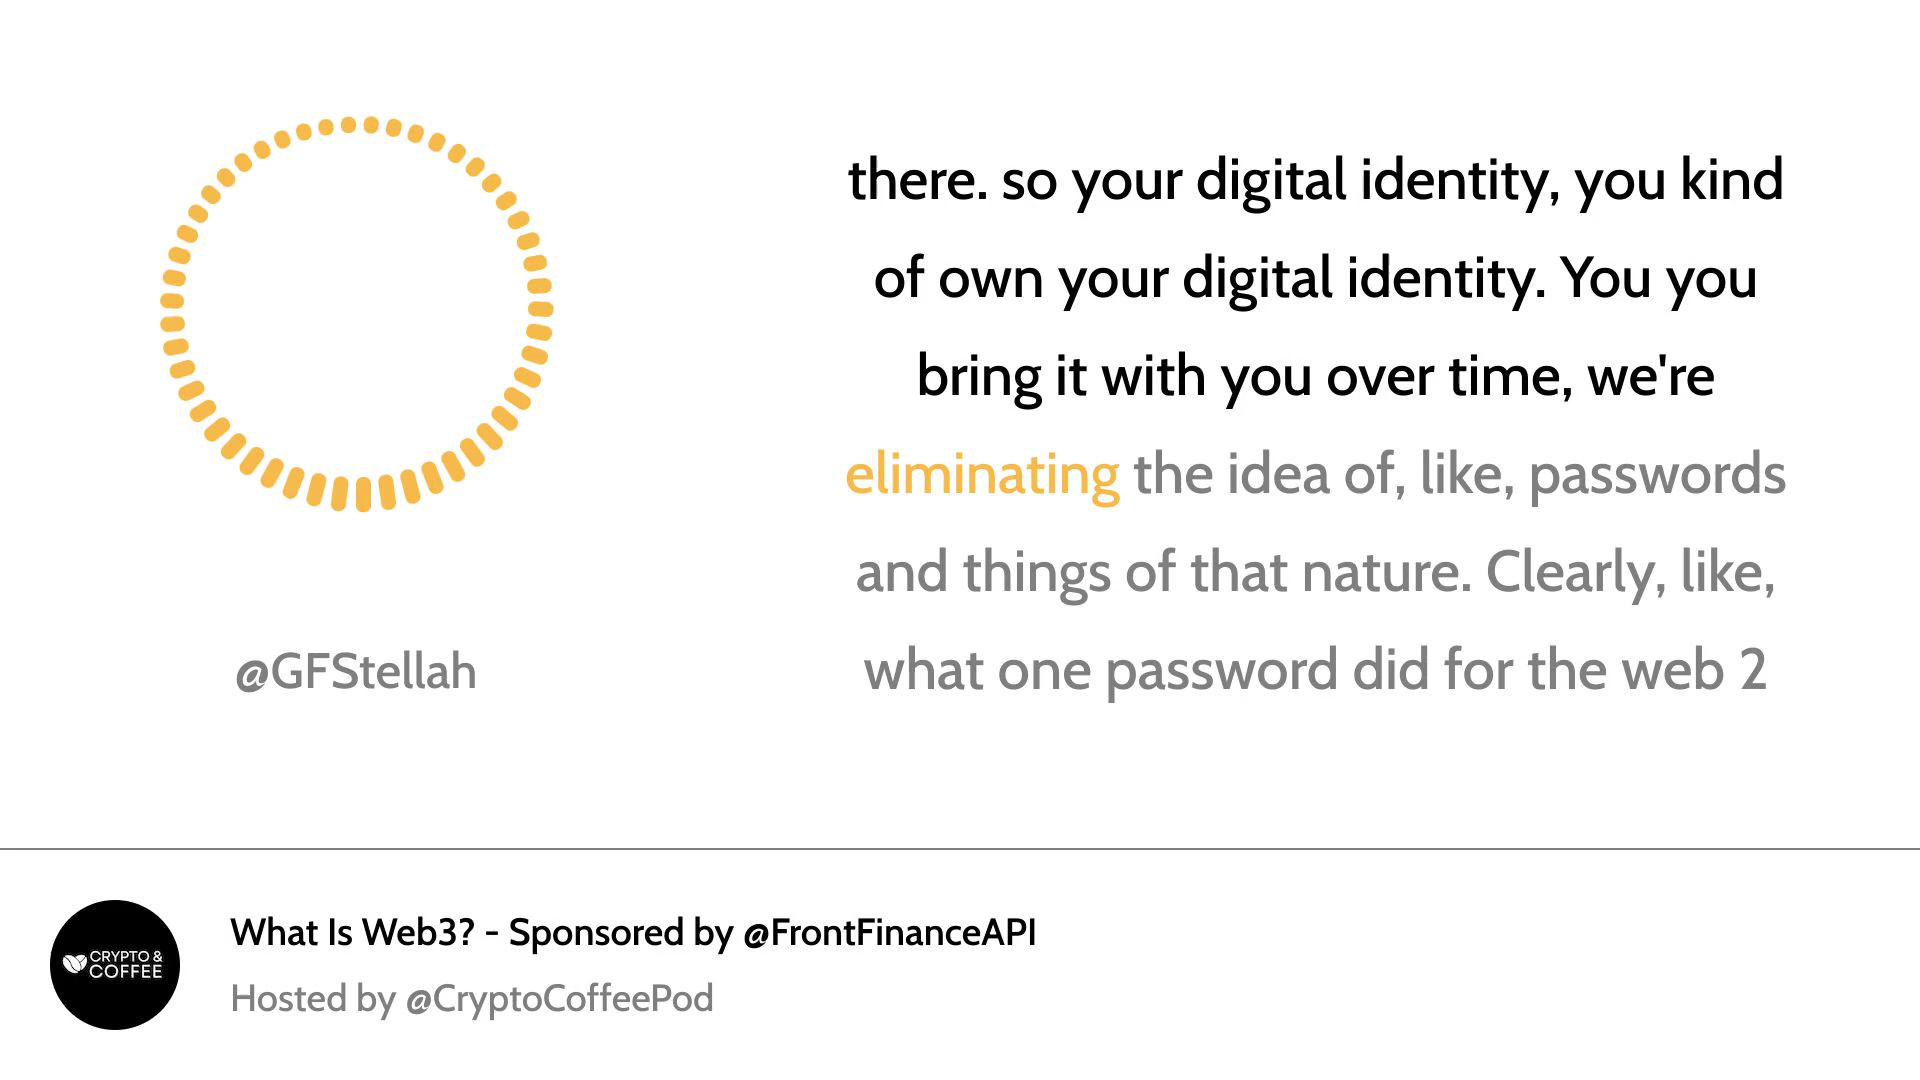 there. so your digital identity, you kind
of own your digital identity. You you
bring it with you over time, we're
eliminating the idea of, like, passwords
and things of that nature. Clearly, like,
what one password did for the web 2
@GFStellah
CRYPTO &
COFFEE
What Is Web3? - Sponsored by @FrontFinanceAPI
Hosted by @CryptoCoffeePod